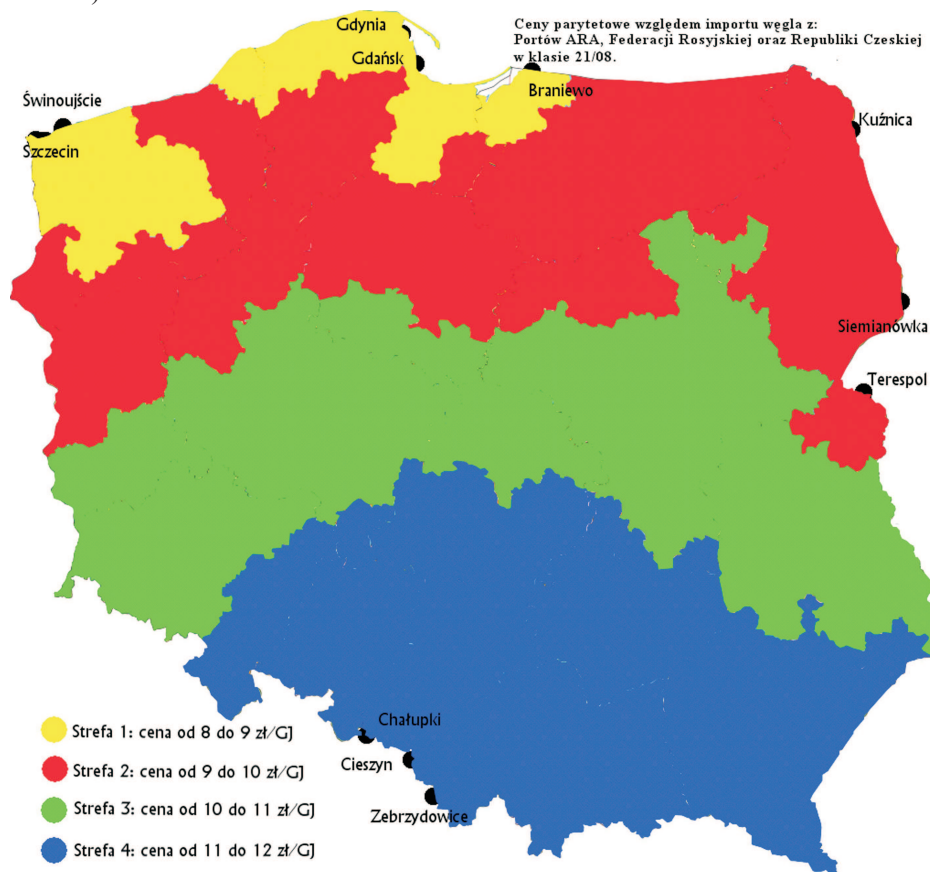 Ceny parytetowe względem importu węgla z:
Portów ARA, Federacji Rosyjskiej oraz Republiki Czeskiej
w klasie 21/08.
Gdynia
Gdańsk
Braniewo
Świnoujście
Szczecin
Kuźnica
Siemianówka
Terespol
Chałupki
Cieszyn
Zebrzydowice
Strefa 1: cena od 8 do 9 zł/GJ
Strefa 2: cena od 9 do 10 zł/GJ
Strefa 3: cena od 10 do 11 zł/GJ
Strefa 4: cena od 11 do 12 zł/GJ